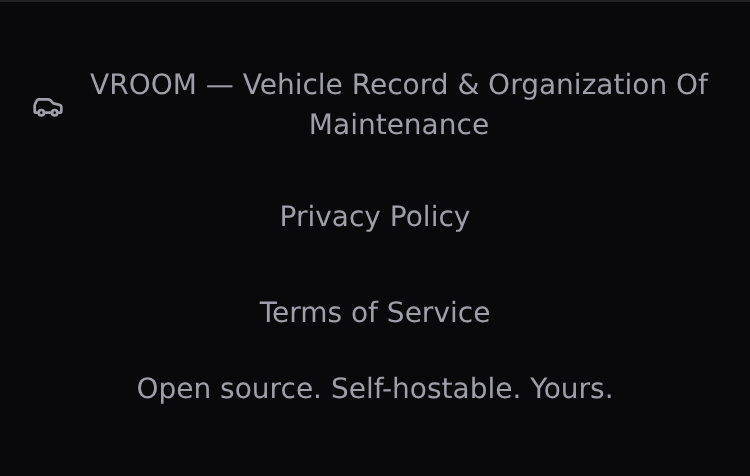 VROOM — Vehicle Record & Organization Of
Maintenance
Privacy Policy
Terms of Service
Open source. Self-hostable. Yours.